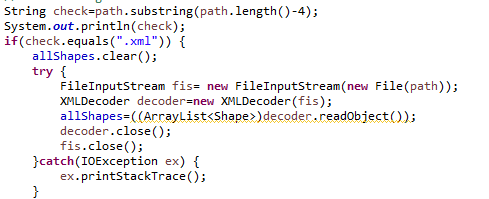 String check=path.substring(path.length()-4);
System.out.println(check);
if(check.equals(".xml")) {
allShapes.clear();
try {
FileInputStream fis= new FileInputStream(new File(path));
XMLDecoder decoder=new XMLDecoder(fis);
allShapes=((ArrayList<Shape>)decoder.readObject());
decoder.close();
fis.close();
}catch(IOException ex) {
ex.printStackTrace();
}